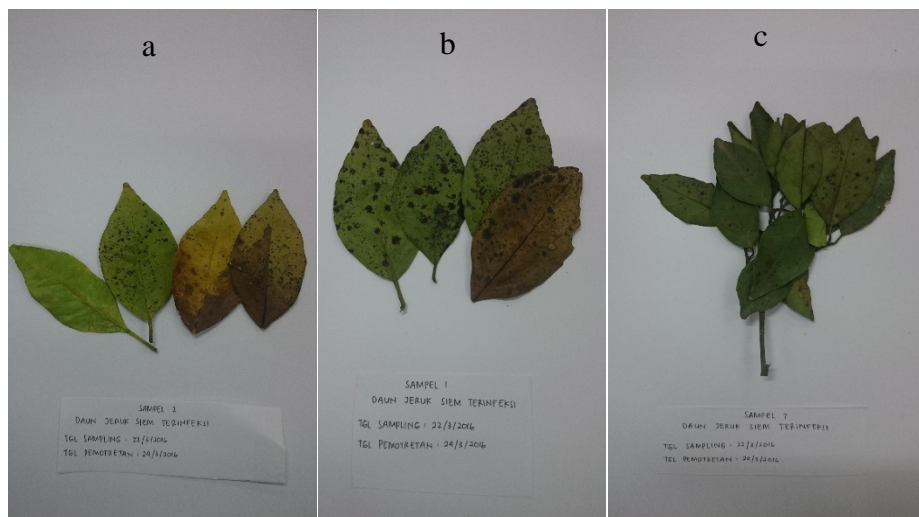 a
SAMPEL 2
DAUN JERUK SIEM TERINFEKSI
TGL SAMPLING : 22/3/2016
TGL PEMOTRETAN : 24/3/2016
b
SAMPEL 1
DAUN JERUK SIEM TERINFEKSI
TGL SAMPLING : 22/3/2016
TGL PEMOTRETAN : 24/3/2016
c
SAMPEL
DAUN JERUK SIEM TERINFEKSI
TGL SAMPLING : 22/3/2016
TGL PEMOTRETAN : 24/3/2016